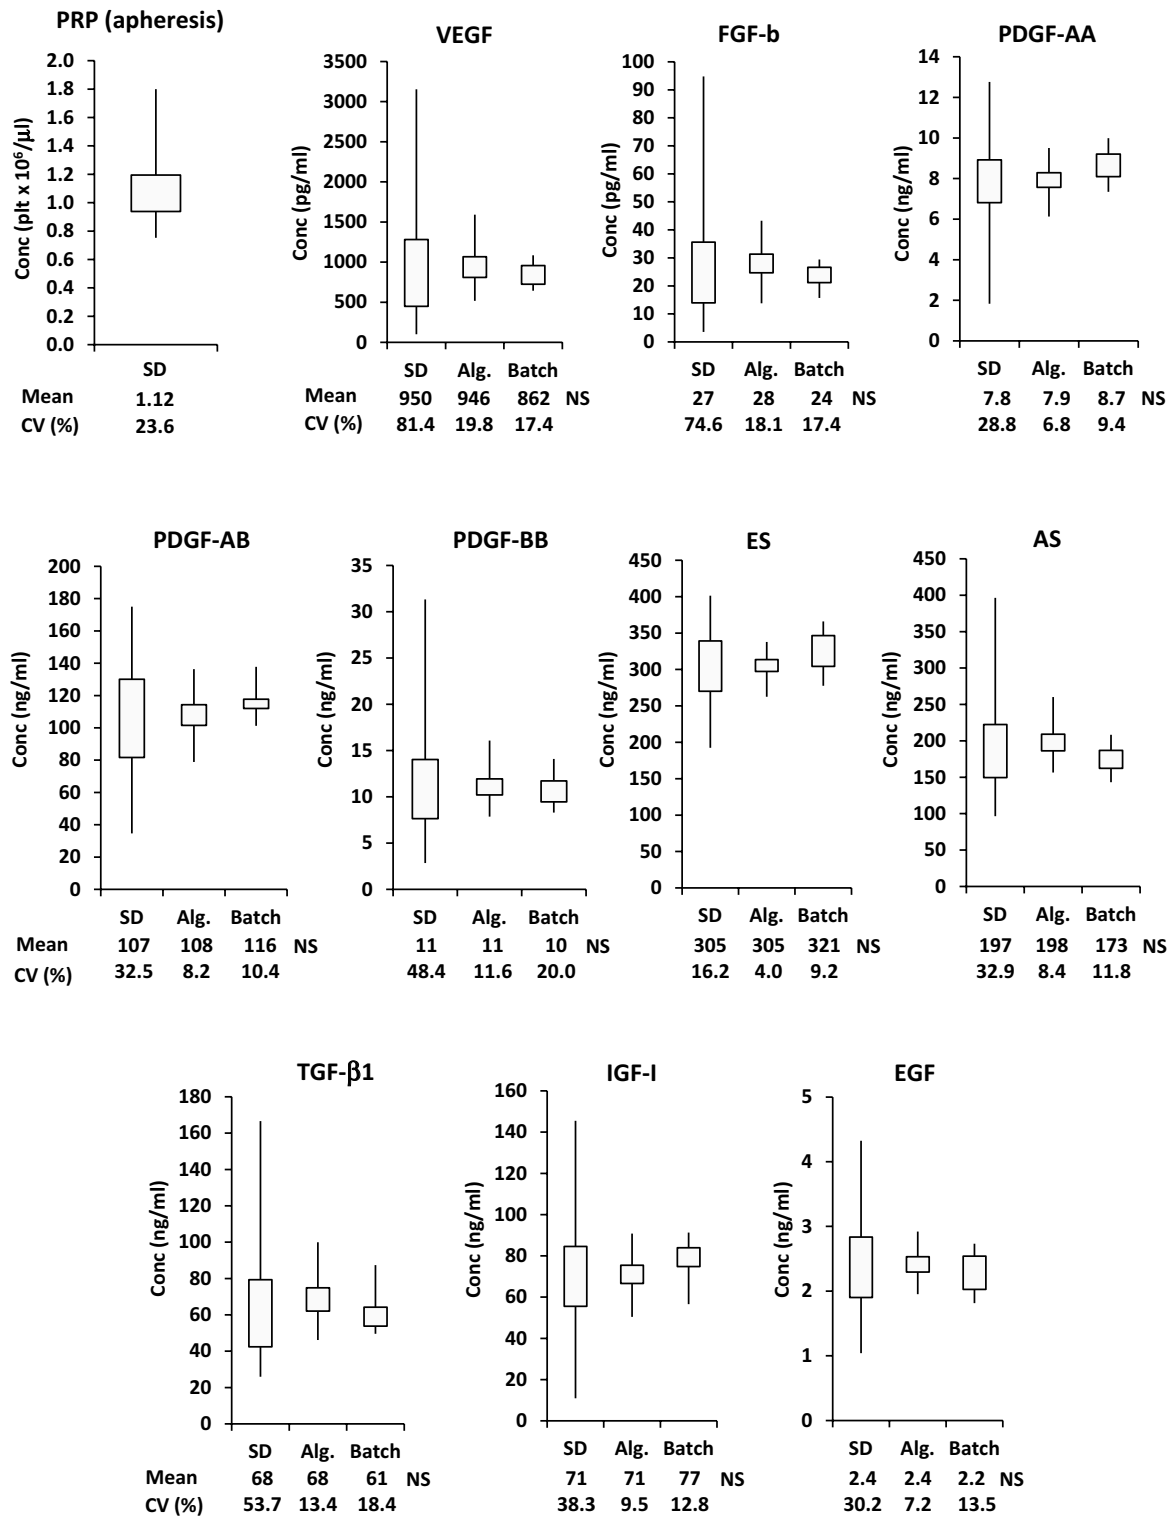 PRP (apheresis)
Conc (plt x 10⁶/μl)
2.0
1.8
1.6
1.4
1.2
1.0
0.8
0.6
0.4
0.2
0.0
SD
Mean 1.12
CV (%) 23.6
VEGF
Conc (pg/ml)
3500
3000
2500
2000
1500
1000
500
0
SD Alg. Batch
Mean 950 946 862 NS
CV (%) 81.4 19.8 17.4
FGF-b
Conc (pg/ml)
100
90
80
70
60
50
40
30
20
10
0
SD Alg. Batch
27 28 24 NS
74.6 18.1 17.4
PDGF-AA
Conc (ng/ml)
14
12
10
8
6
4
2
0
SD Alg. Batch
7.8 7.9 8.7 NS
28.8 6.8 9.4
PDGF-AB
Conc (ng/ml)
200
180
160
140
120
100
80
60
40
20
0
SD Alg. Batch
Mean 107 108 116 NS
CV (%) 32.5 8.2 10.4
PDGF-BB
Conc (ng/ml)
35
30
25
20
15
10
5
0
SD Alg. Batch
11 11 10 NS
48.4 11.6 20.0
ES
Conc (ng/ml)
450
400
350
300
250
200
150
100
50
0
SD Alg. Batch
305 305 321 NS
16.2 4.0 9.2
AS
Conc (ng/ml)
450
400
350
300
250
200
150
100
50
0
SD Alg. Batch
197 198 173 NS
32.9 8.4 11.8
TGF-β1
Conc (ng/ml)
180
160
140
120
100
80
60
40
20
0
SD Alg. Batch
Mean 68 68 61 NS
CV (%) 53.7 13.4 18.4
IGF-I
Conc (ng/ml)
160
140
120
100
80
60
40
20
0
SD Alg. Batch
71 71 77 NS
38.3 9.5 12.8
EGF
Conc (ng/ml)
5
4
3
2
1
0
SD Alg. Batch
2.4 2.4 2.2 NS
30.2 7.2 13.5